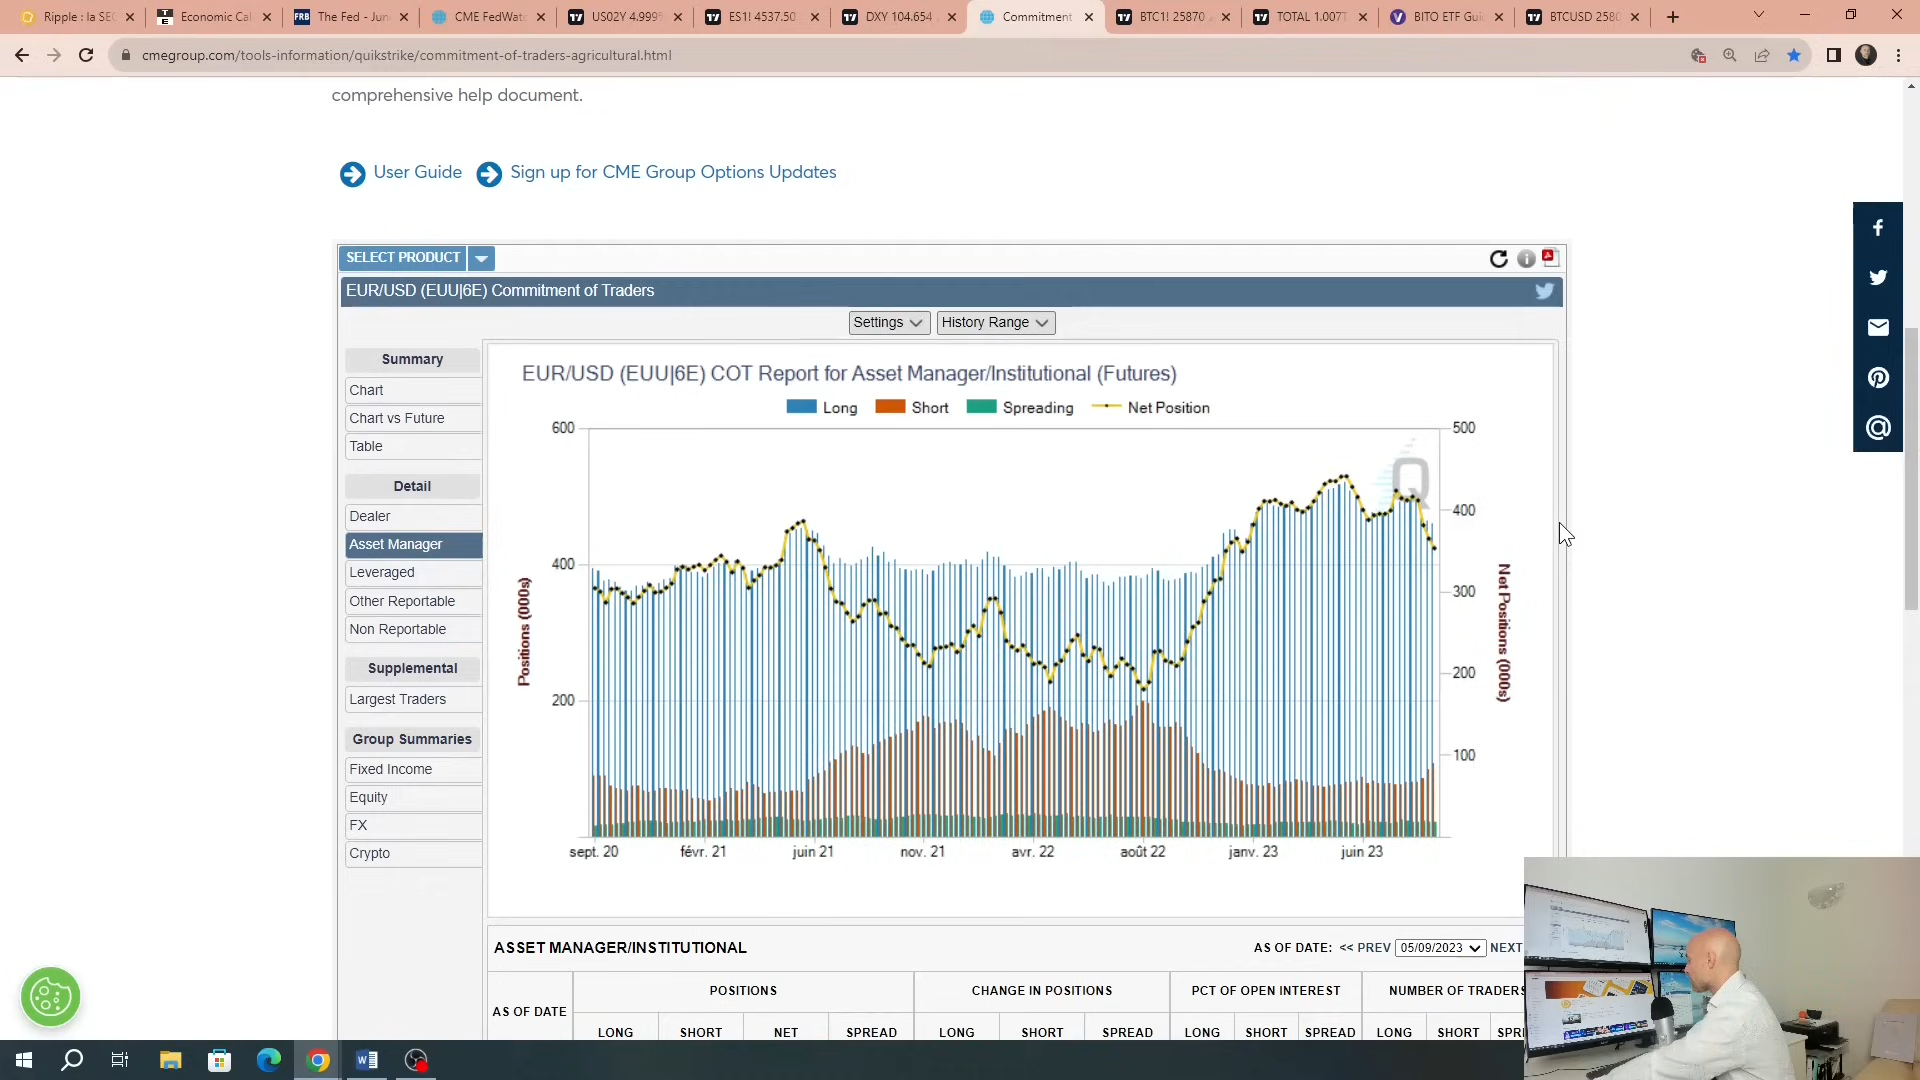 Ripple : la SEC
Economic Cal
The Fed - Jun
CME FedWat
US02Y 4.999%
ES1! 4537.50
DXY 104.654
Commitment
BTC1! 25870
TOTAL 1.007T
BITO ETF Gui
BTCUSD 2580
cmegroup.com/tools-information/quikstrike/commitment-of-traders-agricultural.html
comprehensive help document.
User Guide
Sign up for CME Group Options Updates
SELECT PRODUCT
EUR/USD (EUU|6E) Commitment of Traders
Settings
History Range
Summary
Chart
Chart vs Future
Table
Detail
Dealer
Asset Manager
Leveraged
Other Reportable
Non Reportable
Supplemental
Largest Traders
Group Summaries
Fixed Income
Equity
FX
Crypto
EUR/USD (EUU|6E) COT Report for Asset Manager/Institutional (Futures)
Long Short Spreading Net Position
600
400
200
Positions (000s)
500
400
300
200
100
Net Positions (000s)
sept. 20 févr. 21 juin 21 nov. 21 avr. 22 août 22 janv. 23 juin 23
ASSET MANAGER/INSTITUTIONAL
AS OF DATE: << PREV 05/09/2023 NEXT
AS OF DATE
POSITIONS
CHANGE IN POSITIONS
PCT OF OPEN INTEREST
NUMBER OF TRADERS
LONG SHORT NET SPREAD LONG SHORT SPREAD LONG SHORT SPREAD LONG SHORT SPR